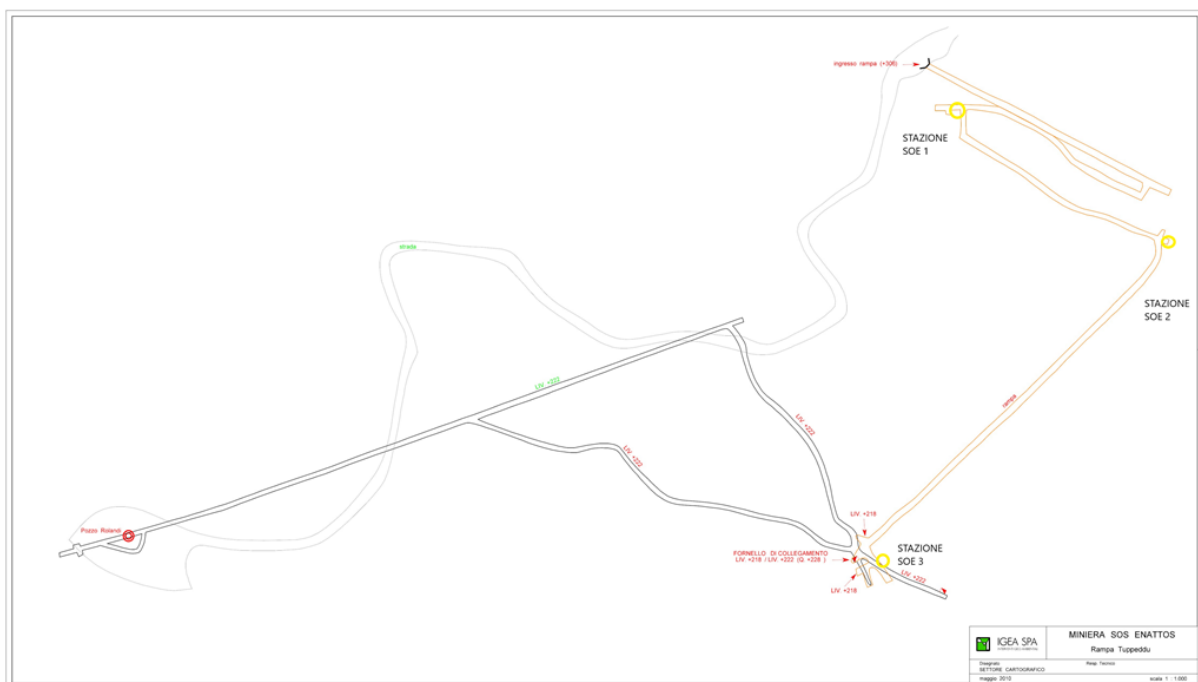 ingresso rampa (+306)
STAZIONE
SOE 1
strada
STAZIONE
SOE 2
LIV. +222
rampa
LIV. +222
LIV. +222
Pozzo Rolandi
LIV. +218
STAZIONE
SOE 3
FORNELLO DI COLLEGAMENTO
LIV. +218 / LIV. +222 (Q. +228 )
LIV. +222
LIV. +218
IGEA SPA
MINIERA SOS ENATTOS
Rampa Tuppeddu
Disegnato
Resp. Tecnico
SETTORE CARTOGRAFICO
maggio 2012
scala 1 : 1.000